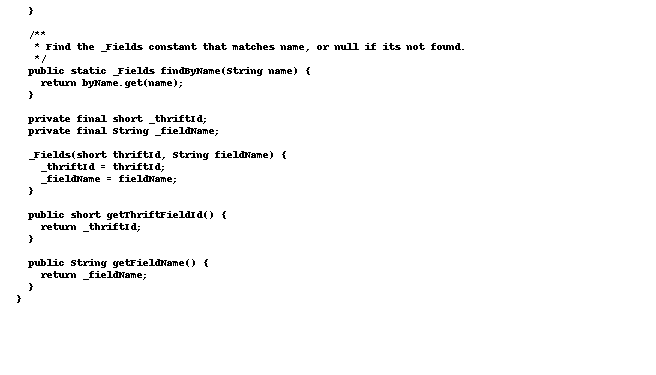 }
/**
* Find the _Fields constant that matches name, or null if its not found.
*/
public static _Fields findByName(String name) {
return byName.get(name);
}
private final short _thriftId;
private final String _fieldName;
_Fields(short thriftId, String fieldName) {
_thriftId = thriftId;
_fieldName = fieldName;
}
public short getThriftFieldId() {
return _thriftId;
}
public String getFieldName() {
return _fieldName;
}
}